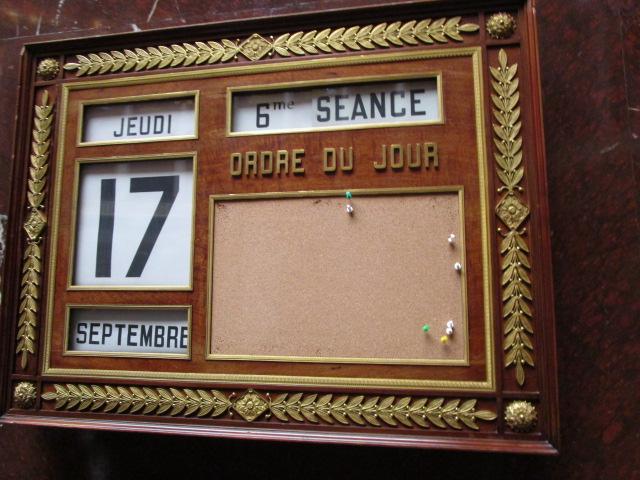 JEUDI
6me SEANCE
ORDRE DU JOUR
17
SEPTEMBRE